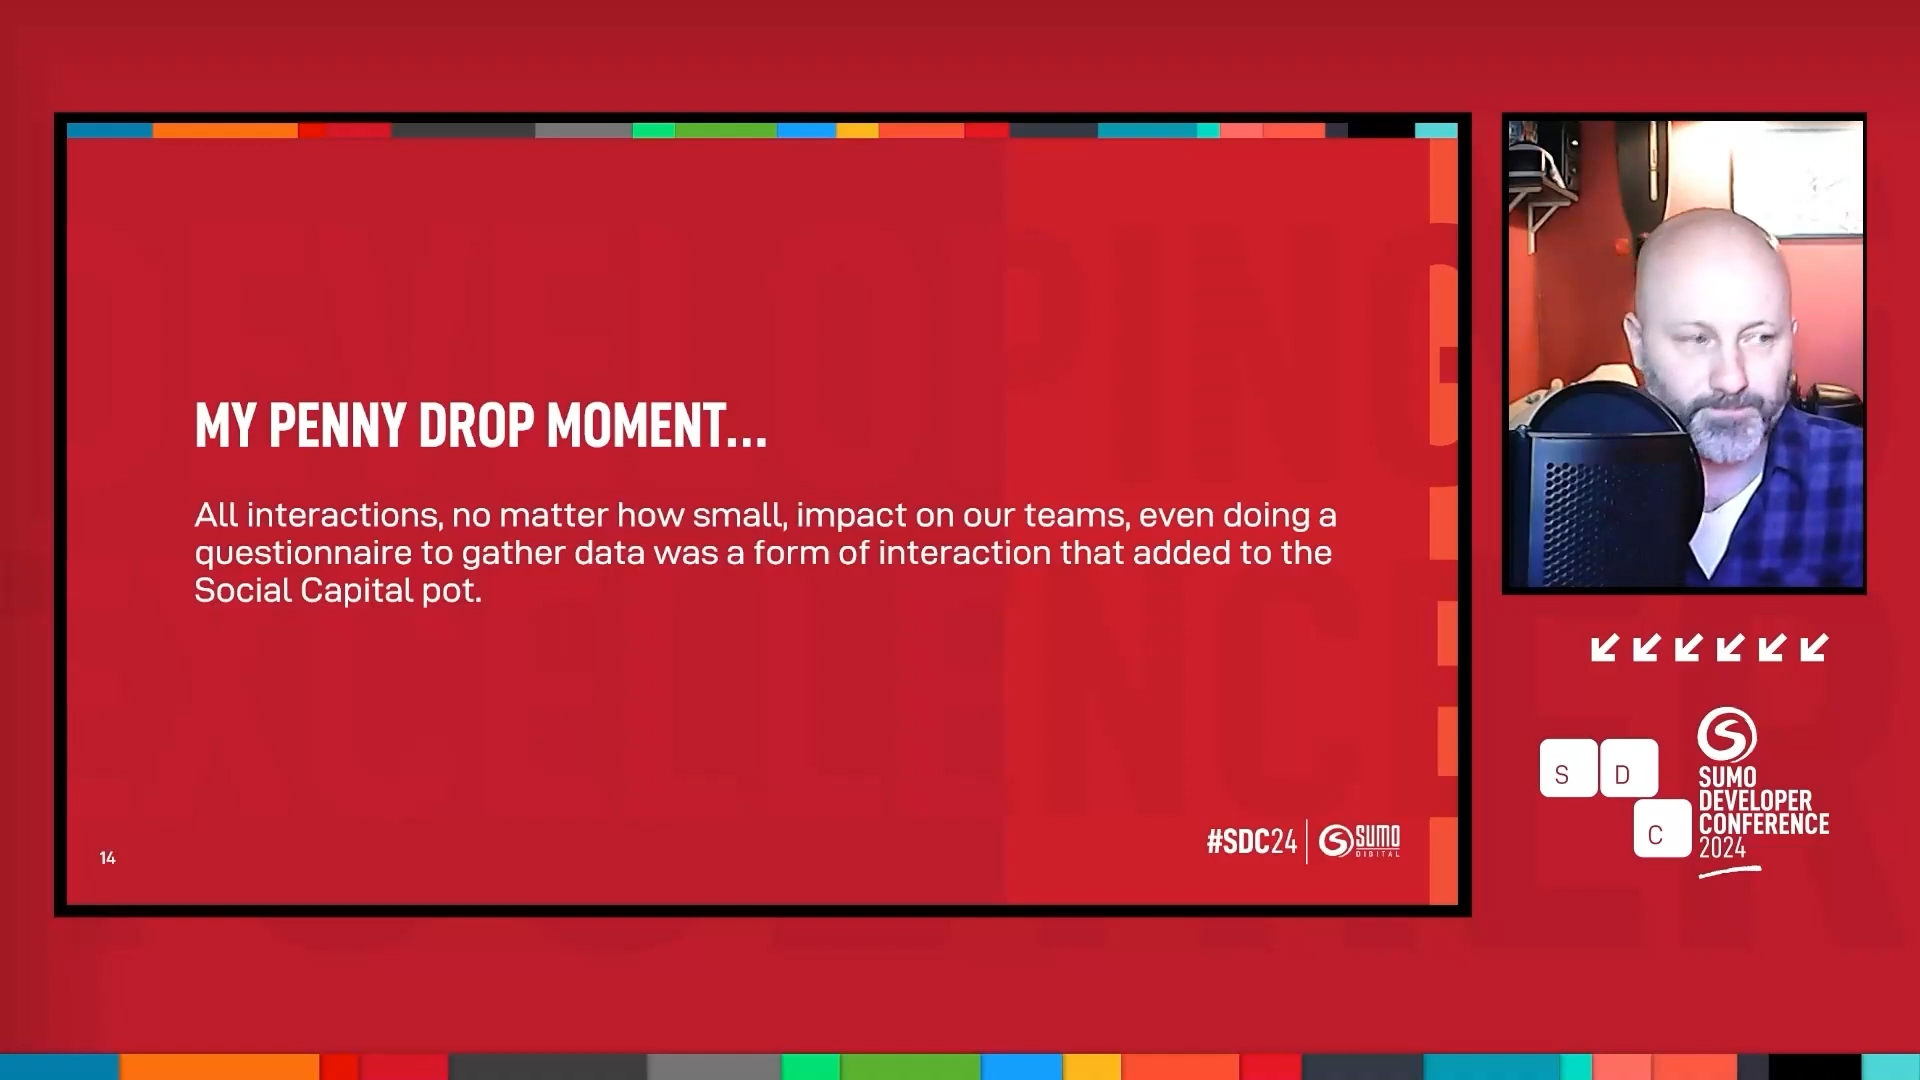 MY PENNY DROP MOMENT...
All interactions, no matter how small, impact on our teams, even doing a
questionnaire to gather data was a form of interaction that added to the
Social Capital pot.
14
#SDC24
SUMO
DIGITAL
S D
C
SUMO
DEVELOPER
CONFERENCE
2024